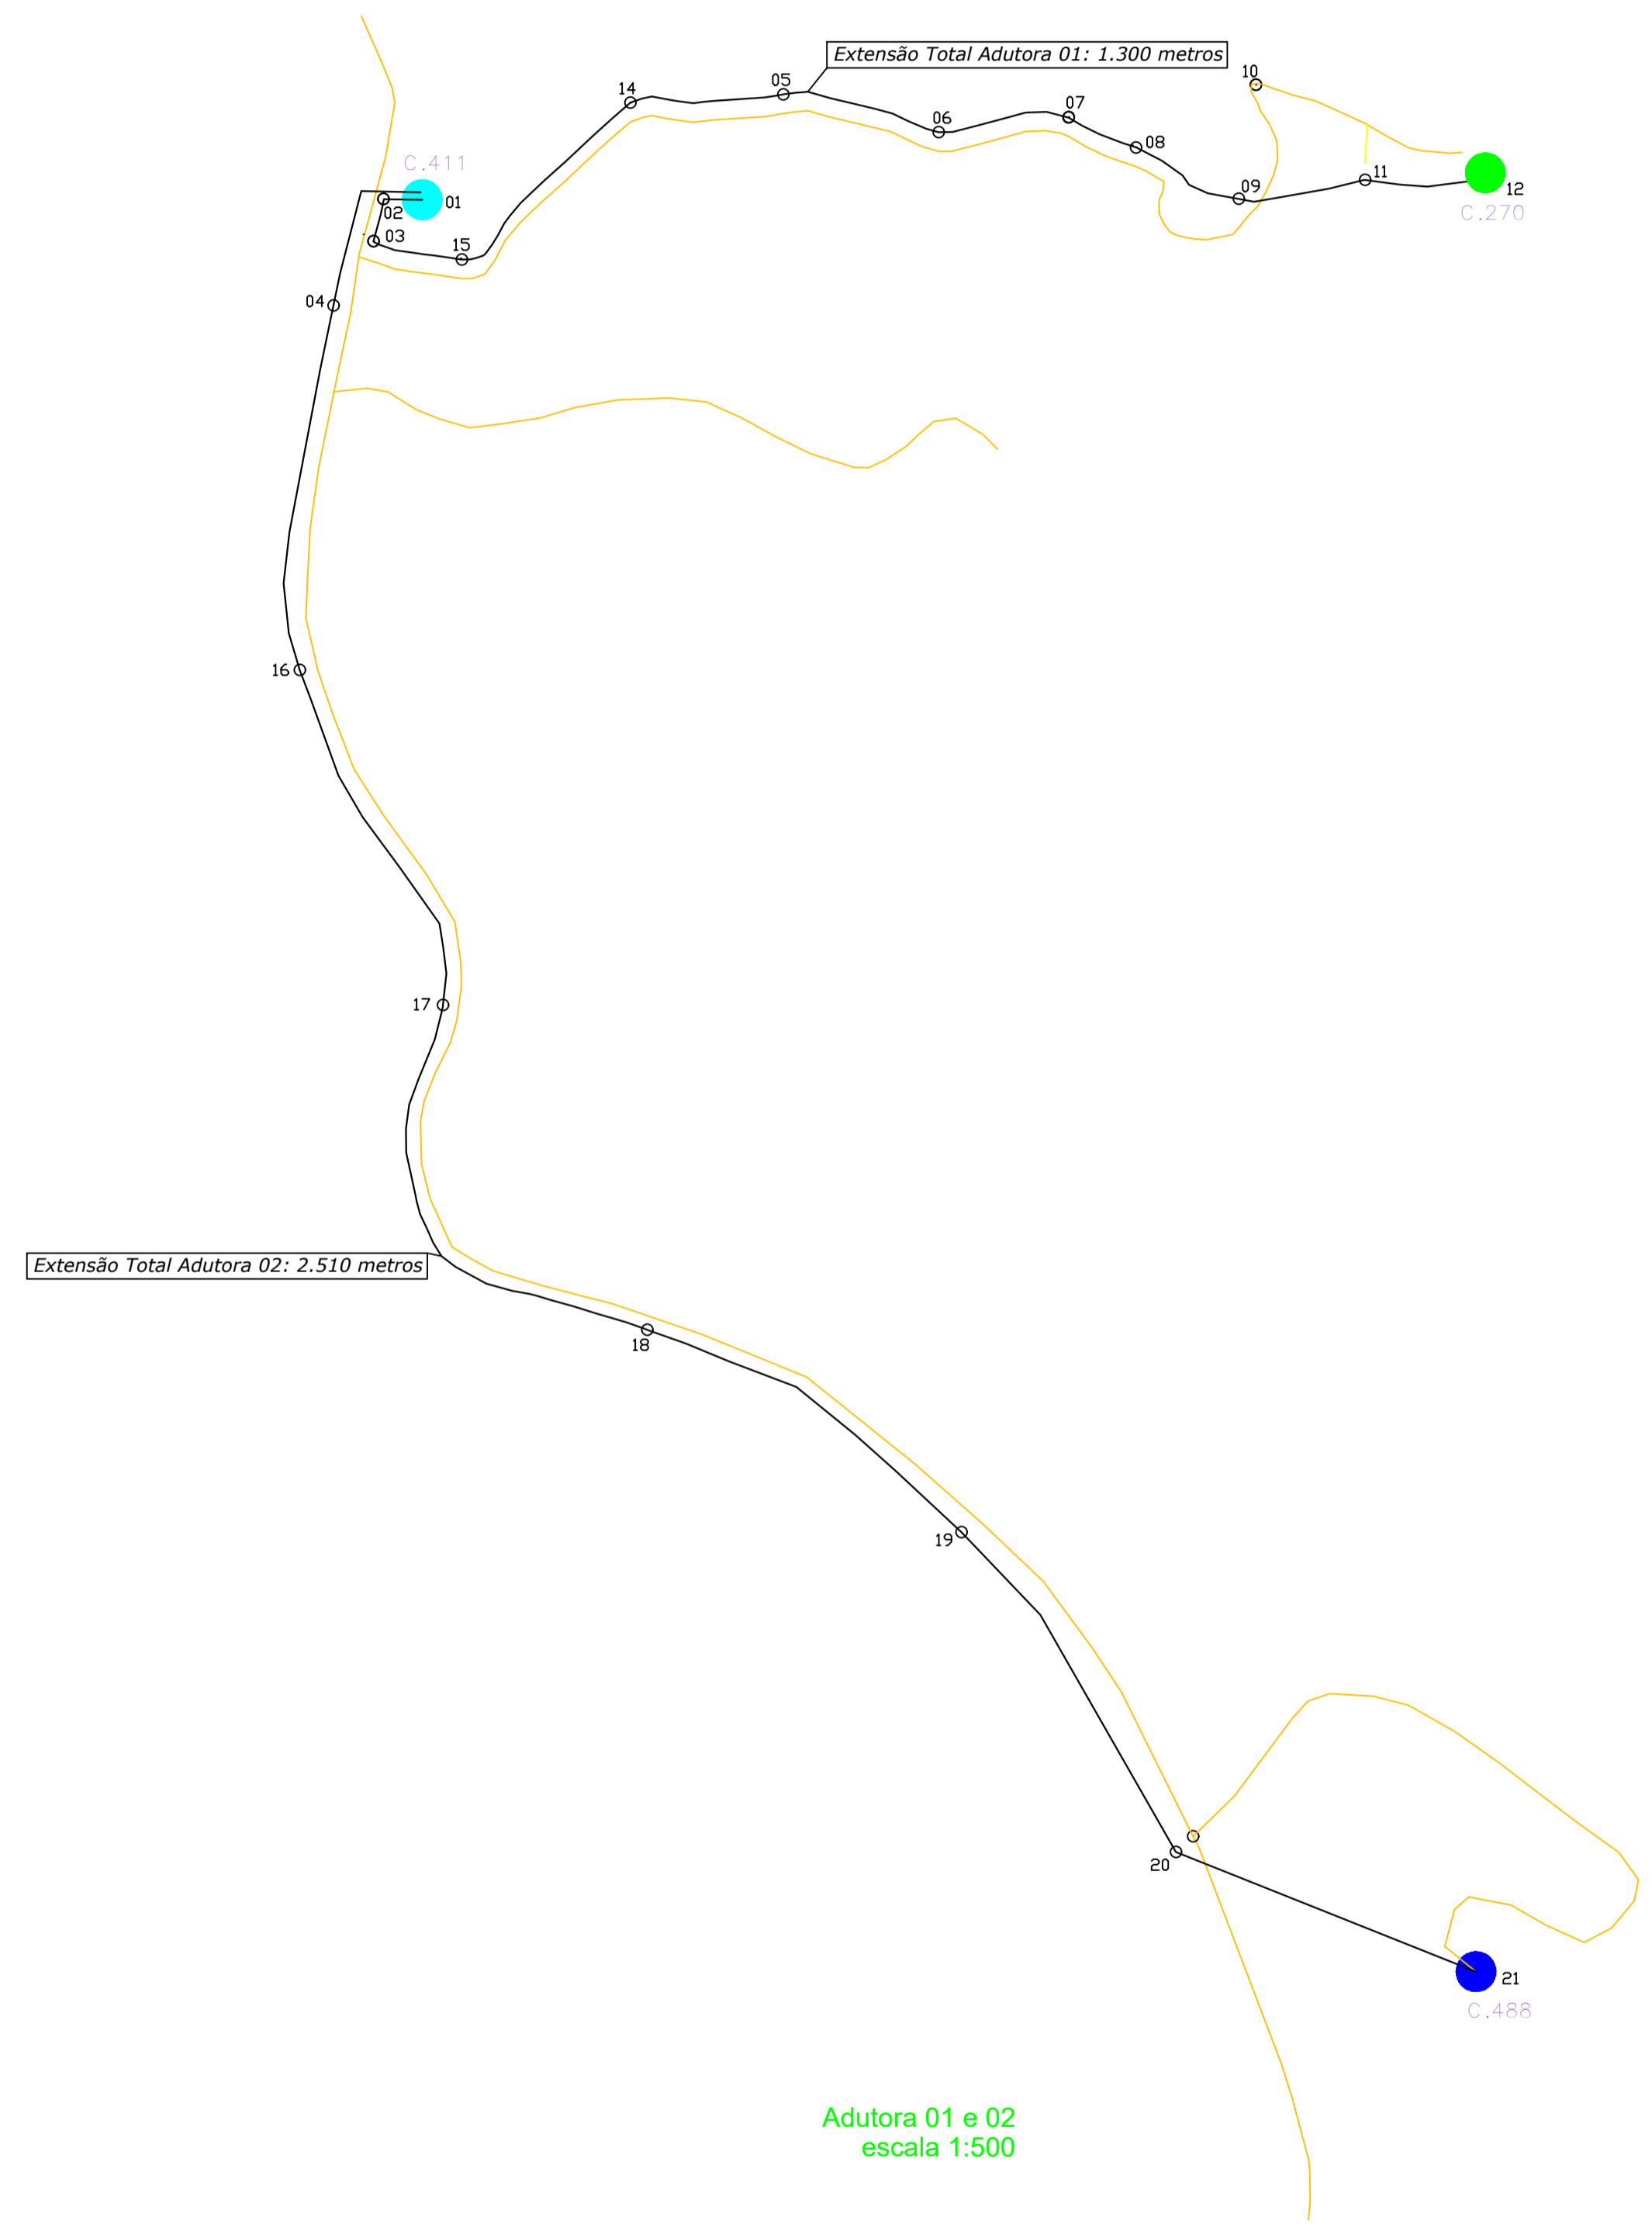 Extensão Total Adutora 01: 1.300 metros
10
14
05
07
06
08
C.411
11
12
09
01
C.270
02
03
15
04
16
17
Extensão Total Adutora 02: 2.510 metros
18
19
20
21
C.488
Adutora 01 e 02
escala 1:500